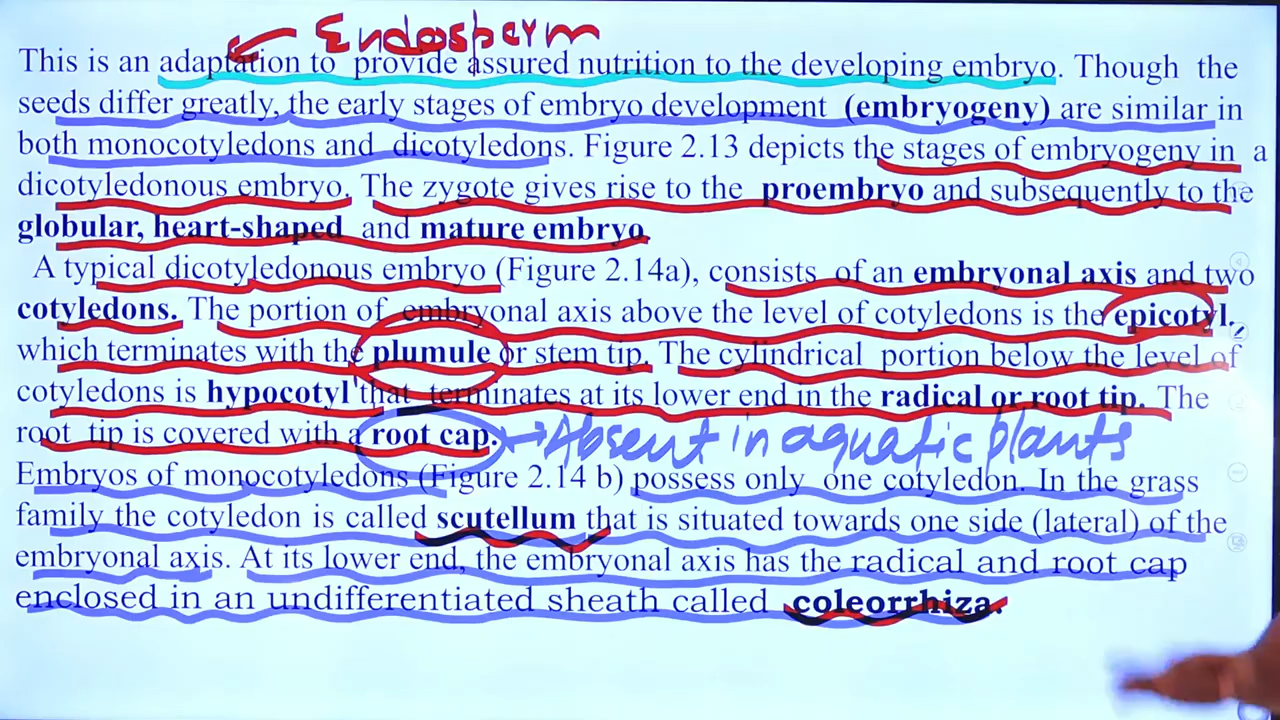 Endosperm
This is an adaptation to provide assured nutrition to the developing embryo. Though the
seeds differ greatly, the early stages of embryo development (embryogeny) are similar in
both monocotyledons and dicotyledons. Figure 2.13 depicts the stages of embryogeny in a
dicotyledonous embryo. The zygote gives rise to the proembryo and subsequently to the
globular, heart-shaped and mature embryo.
A typical dicotyledonous embryo (Figure 2.14a), consists of an embryonal axis and two
cotyledons. The portion of embryonal axis above the level of cotyledons is the epicotyl,
which terminates with the plumule or stem tip. The cylindrical portion below the level of
cotyledons is hypocotyl that terminates at its lower end in the radical or root tip. The
root tip is covered with a root cap. → Absent in aquatic plants
Embryos of monocotyledons (Figure 2.14 b) possess only one cotyledon. In the grass
family the cotyledon is called scutellum that is situated towards one side (lateral) of the
embryonal axis. At its lower end, the embryonal axis has the radical and root cap
enclosed in an undifferentiated sheath called coleorrhiza.